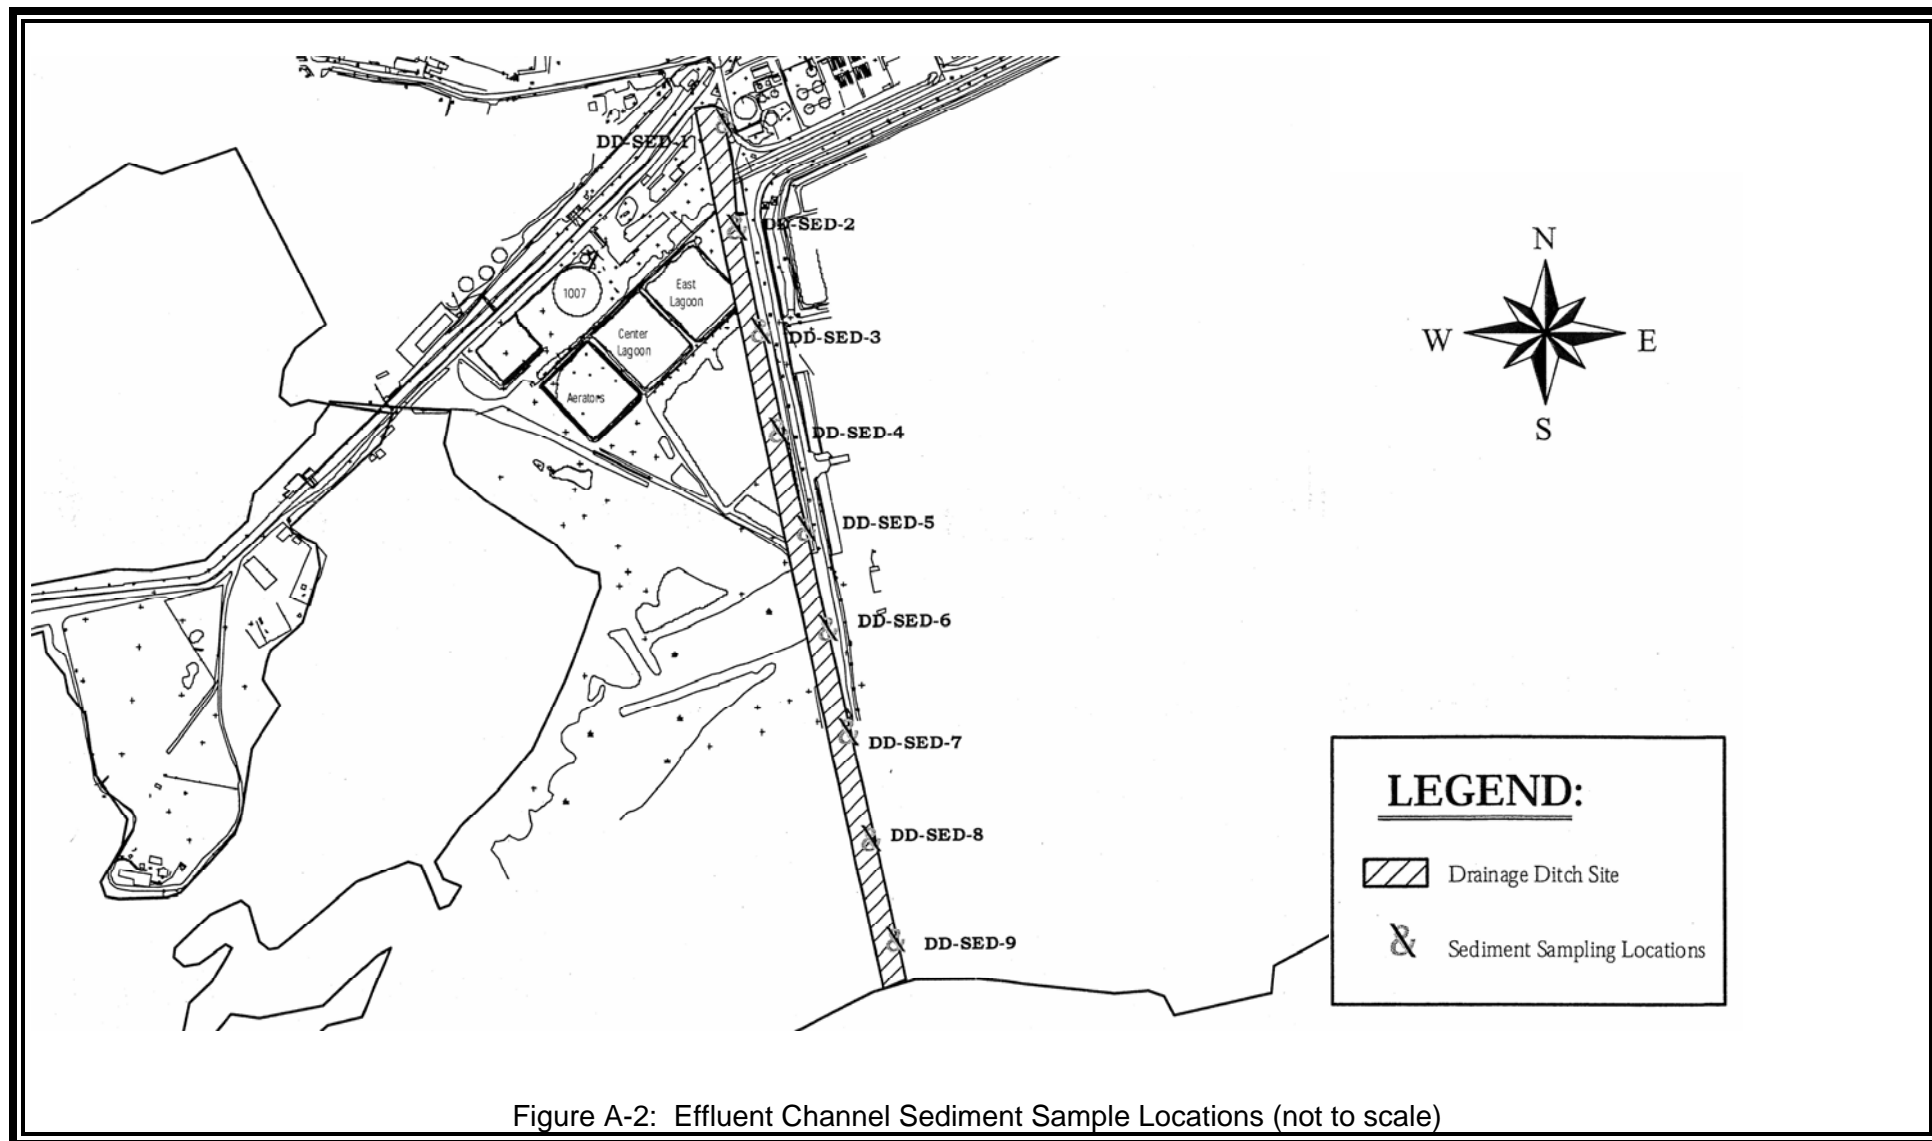 DD-SED-1
DD-SED-2
1007
East
Lagoon
Center
Lagoon
DD-SED-3
Aerators
DD-SED-4
DD-SED-5
DD-SED-6
DD-SED-7
DD-SED-8
DD-SED-9
N
W
E
S
LEGEND:
Drainage Ditch Site
& Sediment Sampling Locations
Figure A-2: Effluent Channel Sediment Sample Locations (not to scale)